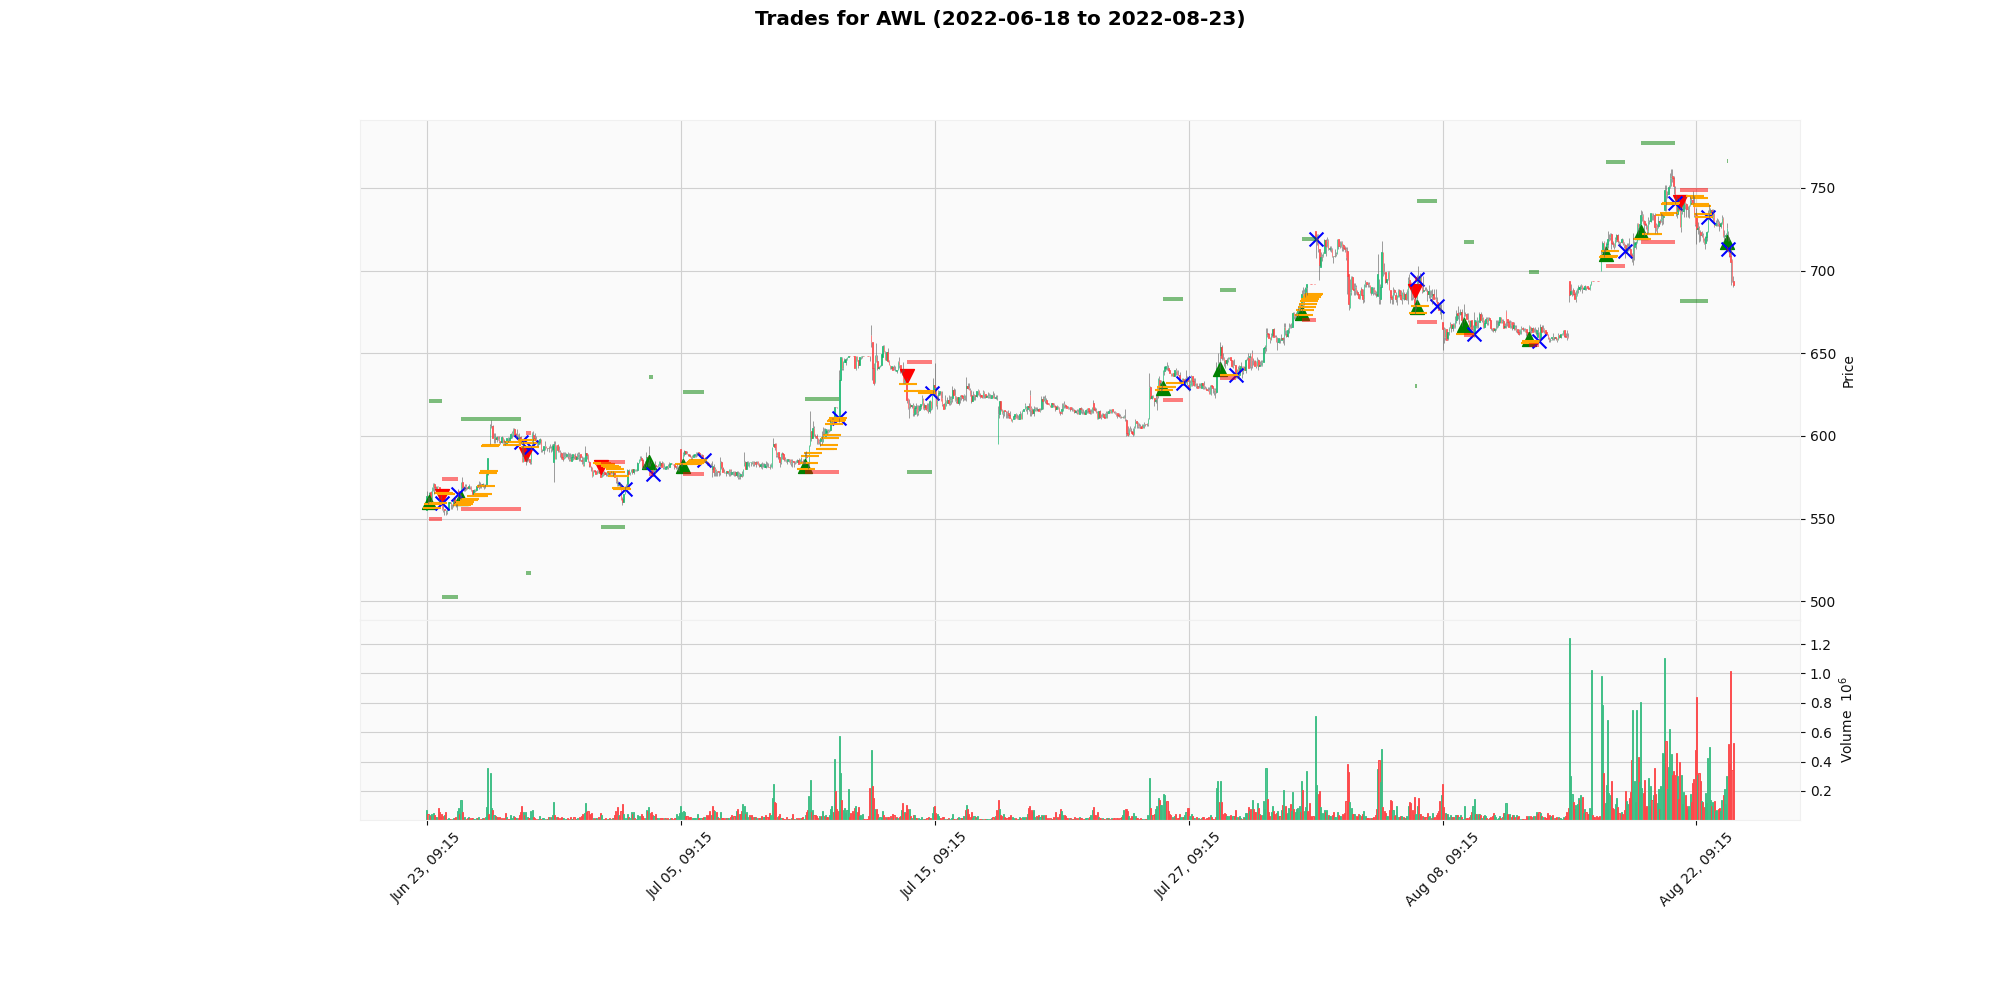 Trades for AWL (2022-06-18 to 2022-08-23)
750
700
650
600
550
500
Price
1.2
1.0
0.8
0.6
0.4
0.2
Volume 10^6
Jun 23, 09:15
Jul 05, 09:15
Jul 15, 09:15
Jul 27, 09:15
Aug 08, 09:15
Aug 22, 09:15